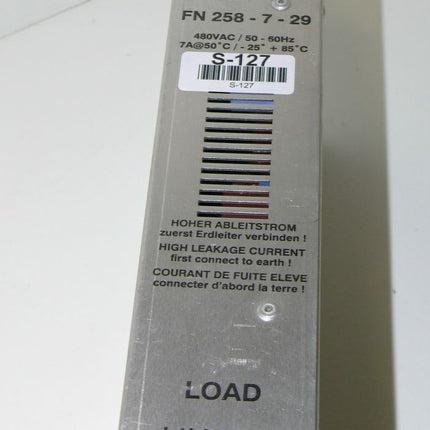 FN 258 - 7 - 29
480VAC / 50 - 60Hz
7A@50°C / - 25° + 85°C
S-127
S-127
HOHER ABLEITSTROM
zuerst Erdleiter verbinden !
HIGH LEAKAGE CURRENT
first connect to earth !
COURANT DE FUITE ELEVE
connecter d'abord la terre !
LOAD